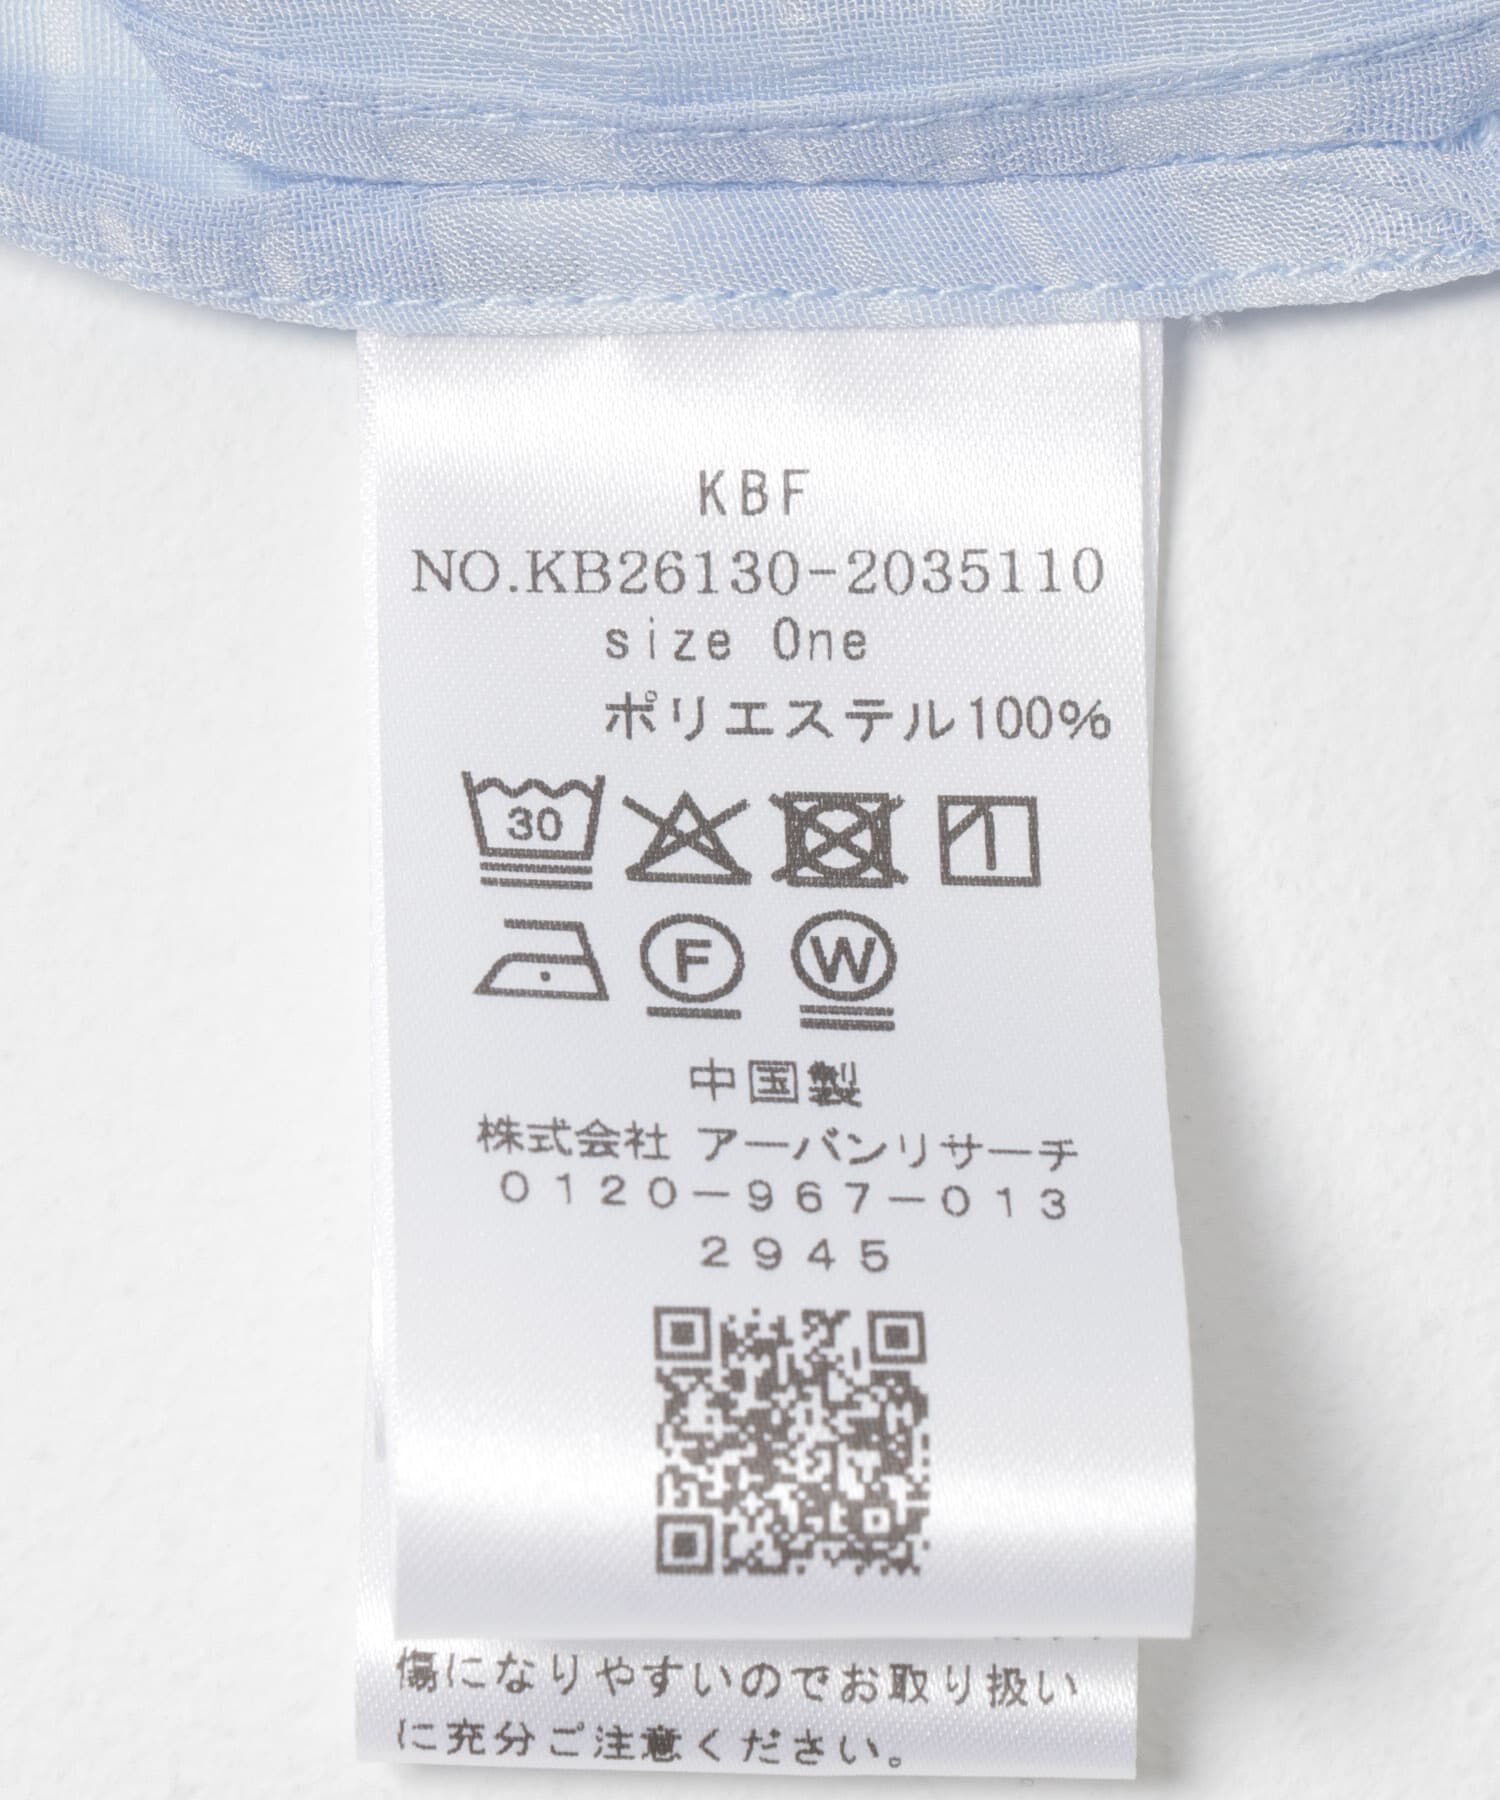 KBF
NO.KB26130-2035110
size One
ポリエステル100%
30
F W
中国製
株式会社 アーバンリサーチ
0120-967-013
2945
傷になりやすいのでお取り扱い
に充分ご注意ください。